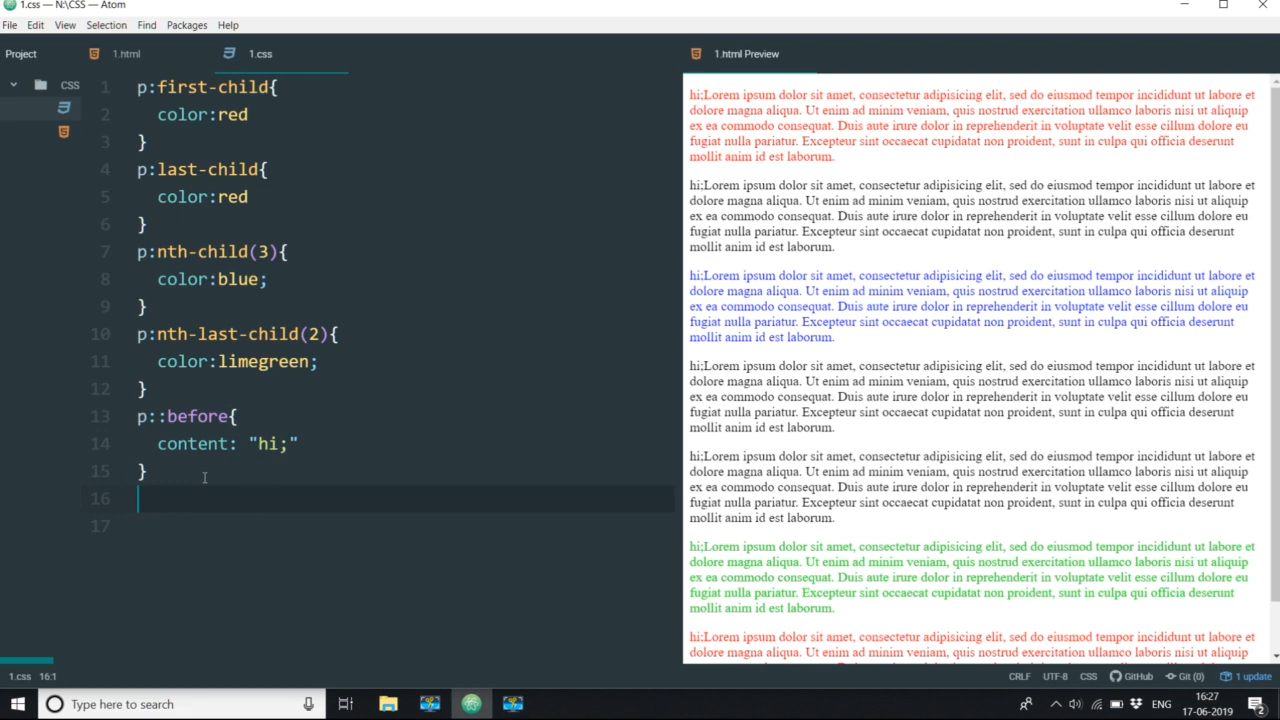 1.css — N:\CSS — Atom
File Edit View Selection Find Packages Help
Project
1.html
1.css
1.html Preview
CSS
1 p:first-child{
2 color:red
3 }
4 p:last-child{
5 color:red
6 }
7 p:nth-child(3){
8 color:blue;
9 }
10 p:nth-last-child(2){
11 color:limegreen;
12 }
13 p::before{
14 content: "hi;"
15 }
16
17
hi;Lorem ipsum dolor sit amet, consectetur adipisicing elit, sed do eiusmod tempor incididunt ut labore et
dolore magna aliqua. Ut enim ad minim veniam, quis nostrud exercitation ullamco laboris nisi ut aliquip
ex ea commodo consequat. Duis aute irure dolor in reprehenderit in voluptate velit esse cillum dolore eu
fugiat nulla pariatur. Excepteur sint occaecat cupidatat non proident, sunt in culpa qui officia deserunt
mollit anim id est laborum.
hi;Lorem ipsum dolor sit amet, consectetur adipisicing elit, sed do eiusmod tempor incididunt ut labore et
dolore magna aliqua. Ut enim ad minim veniam, quis nostrud exercitation ullamco laboris nisi ut aliquip
ex ea commodo consequat. Duis aute irure dolor in reprehenderit in voluptate velit esse cillum dolore eu
fugiat nulla pariatur. Excepteur sint occaecat cupidatat non proident, sunt in culpa qui officia deserunt
mollit anim id est laborum.
hi;Lorem ipsum dolor sit amet, consectetur adipisicing elit, sed do eiusmod tempor incididunt ut labore et
dolore magna aliqua. Ut enim ad minim veniam, quis nostrud exercitation ullamco laboris nisi ut aliquip
ex ea commodo consequat. Duis aute irure dolor in reprehenderit in voluptate velit esse cillum dolore eu
fugiat nulla pariatur. Excepteur sint occaecat cupidatat non proident, sunt in culpa qui officia deserunt
mollit anim id est laborum.
hi;Lorem ipsum dolor sit amet, consectetur adipisicing elit, sed do eiusmod tempor incididunt ut labore et
dolore magna aliqua. Ut enim ad minim veniam, quis nostrud exercitation ullamco laboris nisi ut aliquip
ex ea commodo consequat. Duis aute irure dolor in reprehenderit in voluptate velit esse cillum dolore eu
fugiat nulla pariatur. Excepteur sint occaecat cupidatat non proident, sunt in culpa qui officia deserunt
mollit anim id est laborum.
hi;Lorem ipsum dolor sit amet, consectetur adipisicing elit, sed do eiusmod tempor incididunt ut labore et
dolore magna aliqua. Ut enim ad minim veniam, quis nostrud exercitation ullamco laboris nisi ut aliquip
ex ea commodo consequat. Duis aute irure dolor in reprehenderit in voluptate velit esse cillum dolore eu
fugiat nulla pariatur. Excepteur sint occaecat cupidatat non proident, sunt in culpa qui officia deserunt
mollit anim id est laborum.
hi;Lorem ipsum dolor sit amet, consectetur adipisicing elit, sed do eiusmod tempor incididunt ut labore et
dolore magna aliqua. Ut enim ad minim veniam, quis nostrud exercitation ullamco laboris nisi ut aliquip
ex ea commodo consequat. Duis aute irure dolor in reprehenderit in voluptate velit esse cillum dolore eu
fugiat nulla pariatur. Excepteur sint occaecat cupidatat non proident, sunt in culpa qui officia deserunt
mollit anim id est laborum.
hi;Lorem ipsum dolor sit amet, consectetur adipisicing elit, sed do eiusmod tempor incididunt ut labore et
dolore magna aliqua. Ut enim ad minim veniam, quis nostrud exercitation ullamco laboris nisi ut aliquip
1.css 16:1
CRLF UTF-8 CSS GitHub Git (0) 1 update
Type here to search
ENG
16:27
17-06-2019
2